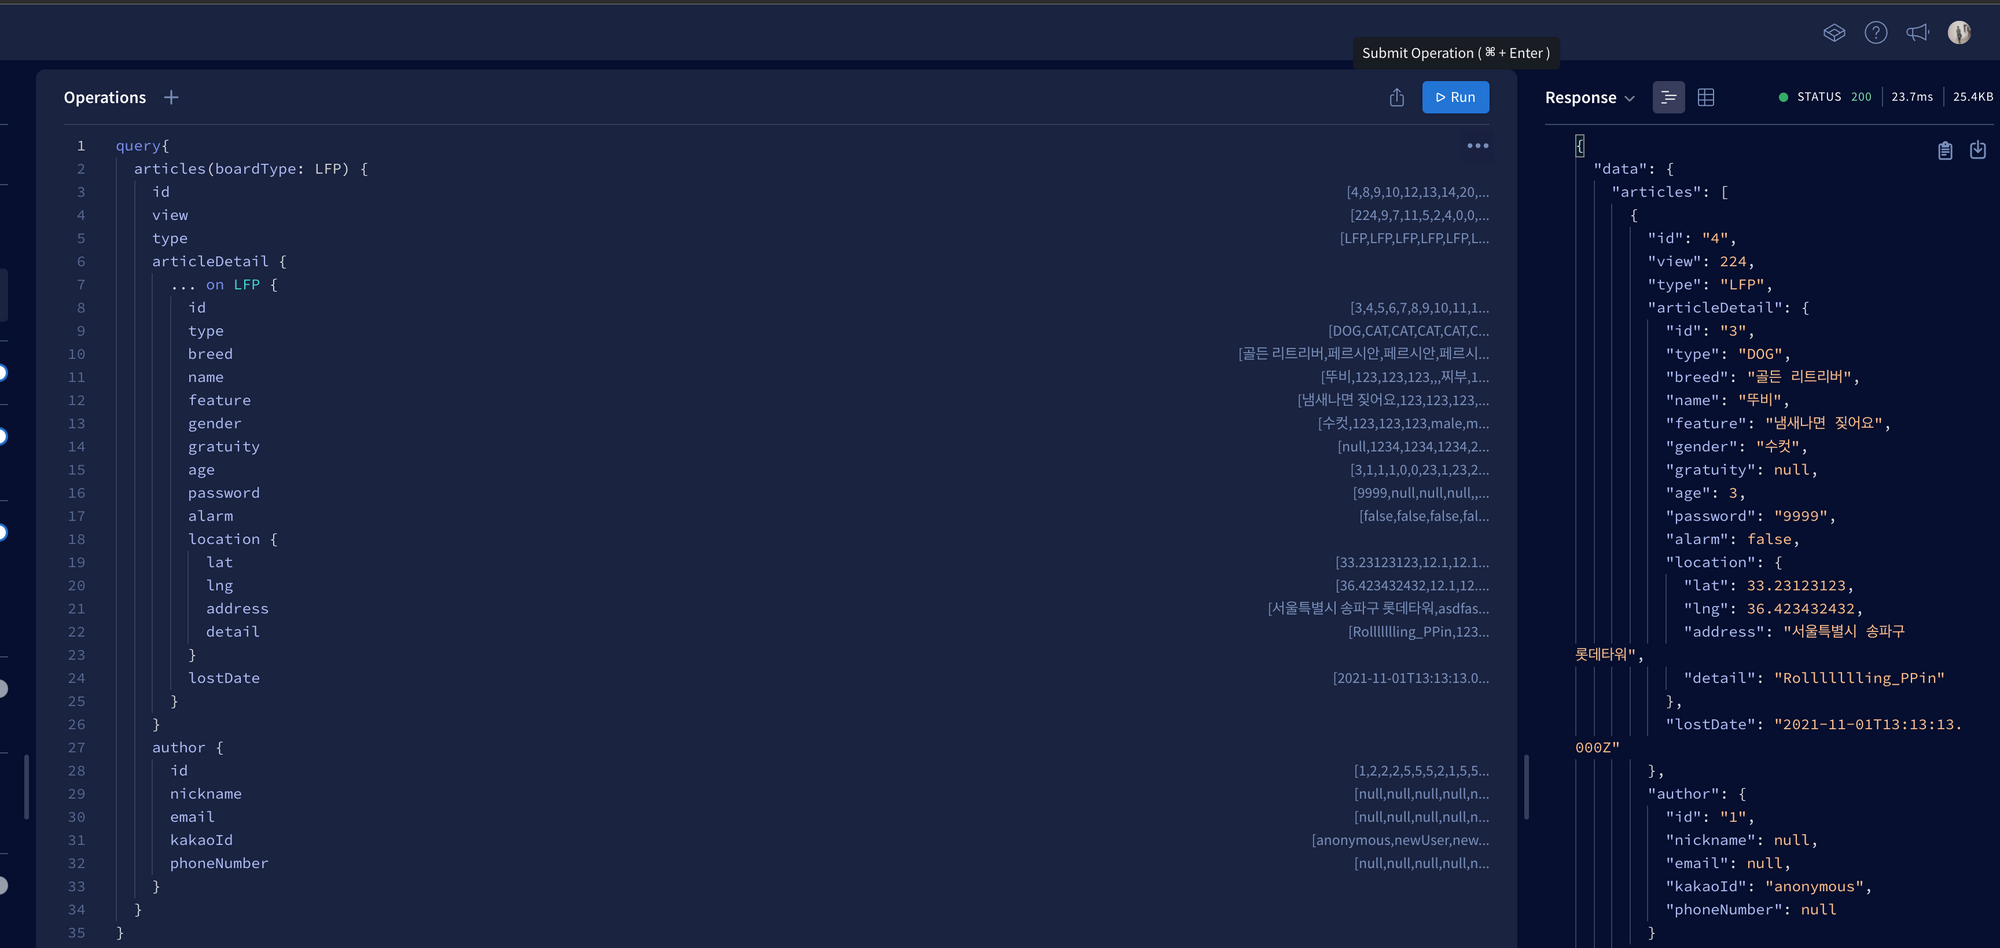 Submit Operation ( ⌘ + Enter )
Operations +
Run
Response
STATUS 200
23.7ms
25.4KB
1 query{
2 articles(boardType: LFP) {
3 id [4,8,9,10,12,13,14,20,...
4 view [224,9,7,11,5,2,4,0,0,...
5 type [LFP,LFP,LFP,LFP,LFP,L...
6 articleDetail {
7 ... on LFP {
8 id [3,4,5,6,7,8,9,10,11,1...
9 type [DOG,CAT,CAT,CAT,CAT,C...
10 breed [골든 리트리버,페르시안,페르시안,페르시...
11 name [뚜비,123,123,123,,,찌부,1...
12 feature [냄새나면 짖어요,123,123,123,...
13 gender [수컷,123,123,123,male,m...
14 gratuity [null,1234,1234,1234,2...
15 age [3,1,1,1,0,0,23,1,23,2...
16 password [9999,null,null,null,,...
17 alarm [false,false,false,fal...
18 location {
19 lat [33.23123123,12.1,12.1...
20 lng [36.423432432,12.1,12....
21 address [서울특별시 송파구 롯데타워,asdfas...
22 detail [Rollllllling_PPin,123...
23 }
24 lostDate [2021-11-01T13:13:13.0...
25 }
26 }
27 author {
28 id [1,2,2,2,5,5,5,2,1,5,5...
29 nickname [null,null,null,null,n...
30 email [null,null,null,null,n...
31 kakaoId [anonymous,newUser,new...
32 phoneNumber [null,null,null,null,n...
33 }
34 }
35 }
{
"data": {
"articles": [
{
"id": "4",
"view": 224,
"type": "LFP",
"articleDetail": {
"id": "3",
"type": "DOG",
"breed": "골든 리트리버",
"name": "뚜비",
"feature": "냄새나면 짖어요",
"gender": "수컷",
"gratuity": null,
"age": 3,
"password": "9999",
"alarm": false,
"location": {
"lat": 33.23123123,
"lng": 36.423432432,
"address": "서울특별시 송파구
롯데타워",
"detail": "Rollllllling_PPin"
},
"lostDate": "2021-11-01T13:13:13.
000Z"
},
"author": {
"id": "1",
"nickname": null,
"email": null,
"kakaoId": "anonymous",
"phoneNumber": null
}